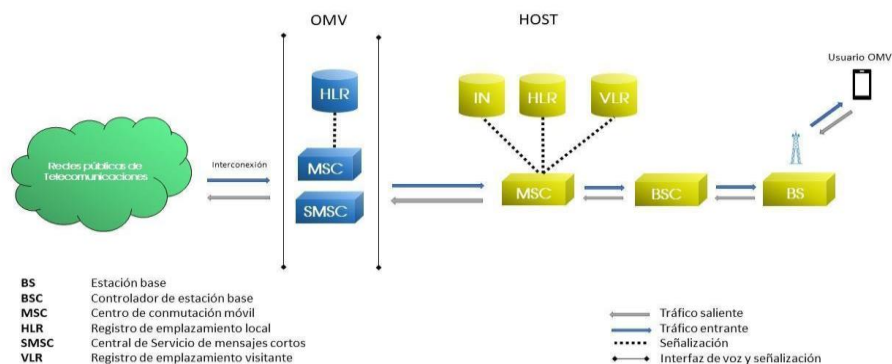 OMV
HOST
Usuario OMV
HLR
IN
HLR
VLR
Redes públicas de
Telecomunicaciones
Interconexión
MSC
SMSC
MSC
BSC
BS
BS Estación base
BSC Controlador de estación base
MSC Centro de conmutación móvil
HLR Registro de emplazamiento local
SMSC Central de Servicio de mensajes cortos
VLR Registro de emplazamiento visitante
Tráfico saliente
Tráfico entrante
Señalización
Interfaz de voz y señalización